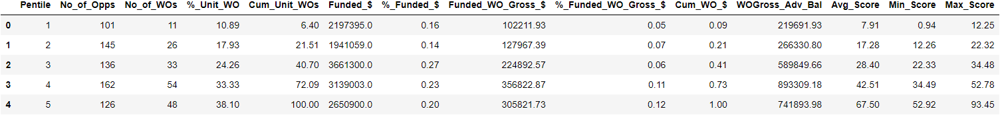 Pentile No_of_Opps No_of_WOs %_Unit_WO Cum_Unit_WOs Funded_$ %_Funded_$ Funded_WO_Gross_$ %_Funded_WO_Gross_$ Cum_WO_$ WOGross_Adv_Bal Avg_Score Min_Score Max_Score
0 1 101 11 10.89 6.40 2197395.0 0.16 102211.93 0.05 0.09 219691.93 7.91 0.94 12.25
1 2 145 26 17.93 21.51 1941059.0 0.14 127967.39 0.07 0.21 266330.80 17.28 12.26 22.32
2 3 136 33 24.26 40.70 3661300.0 0.27 224892.57 0.06 0.41 589849.66 28.40 22.33 34.48
3 4 162 54 33.33 72.09 3139003.0 0.23 356822.87 0.11 0.73 893309.18 42.51 34.49 52.78
4 5 126 48 38.10 100.00 2650900.0 0.20 305821.73 0.12 1.00 741893.98 67.50 52.92 93.45